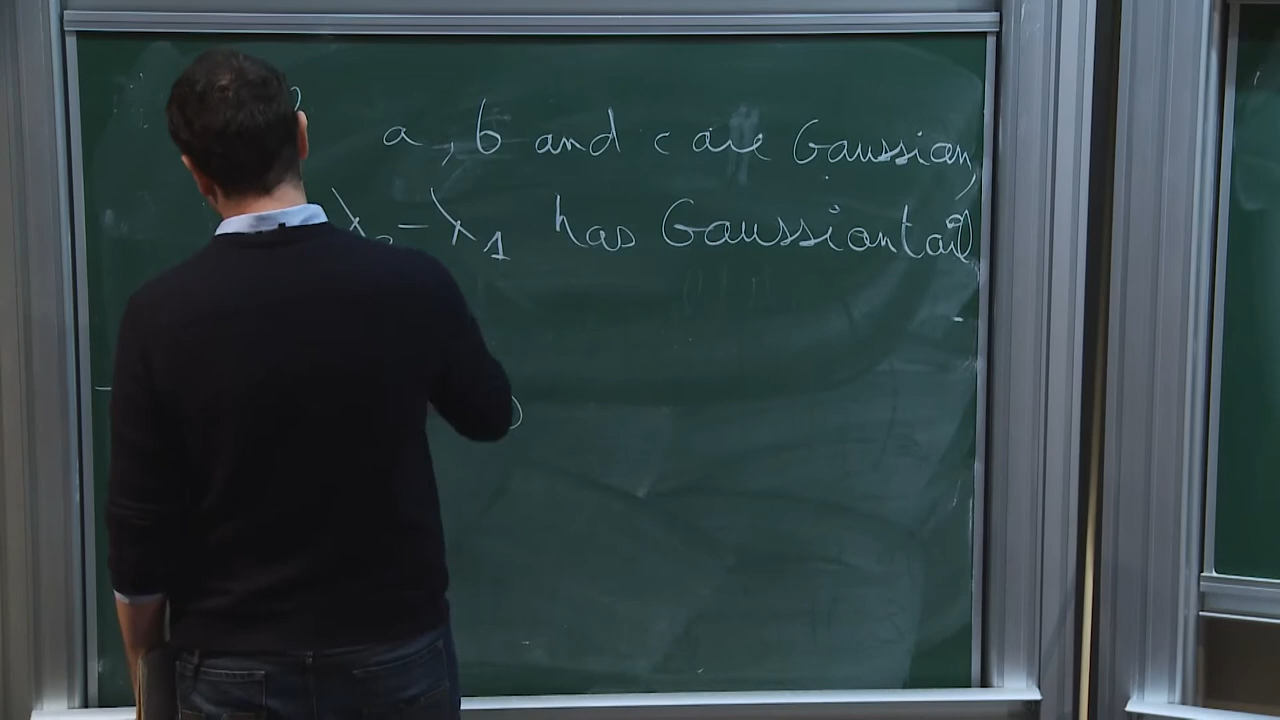 a, b and c are Gaussian,
λ₂ - λ₁ has Gaussian tail